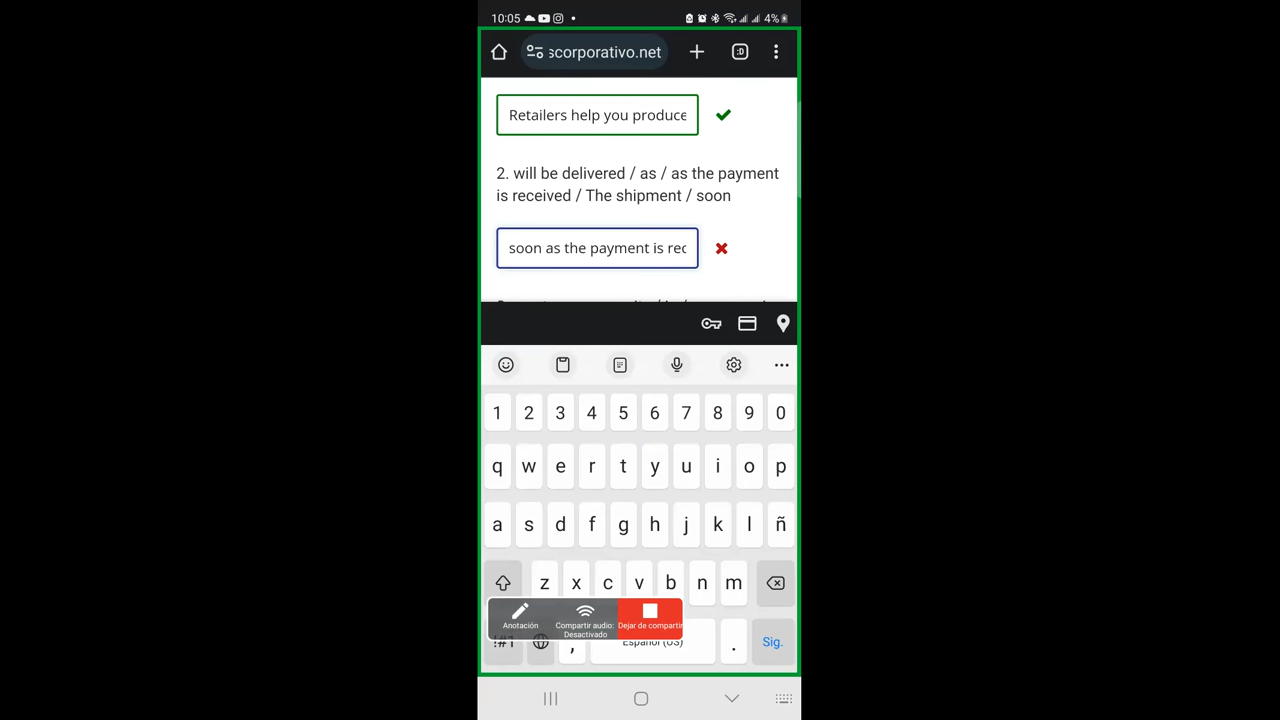 10:05
4%
scorporativo.net
:D
Retailers help you produce
2. will be delivered / as / as the payment
is received / The shipment / soon
soon as the payment is rec
1 2 3 4 5 6 7 8 9 0
q w e r t y u i o p
a s d f g h j k l ñ
z x c v b n m
Anotación
Compartir audio:
Desactivado
Dejar de compartir
!#1
,
Español (US)
.
Sig.